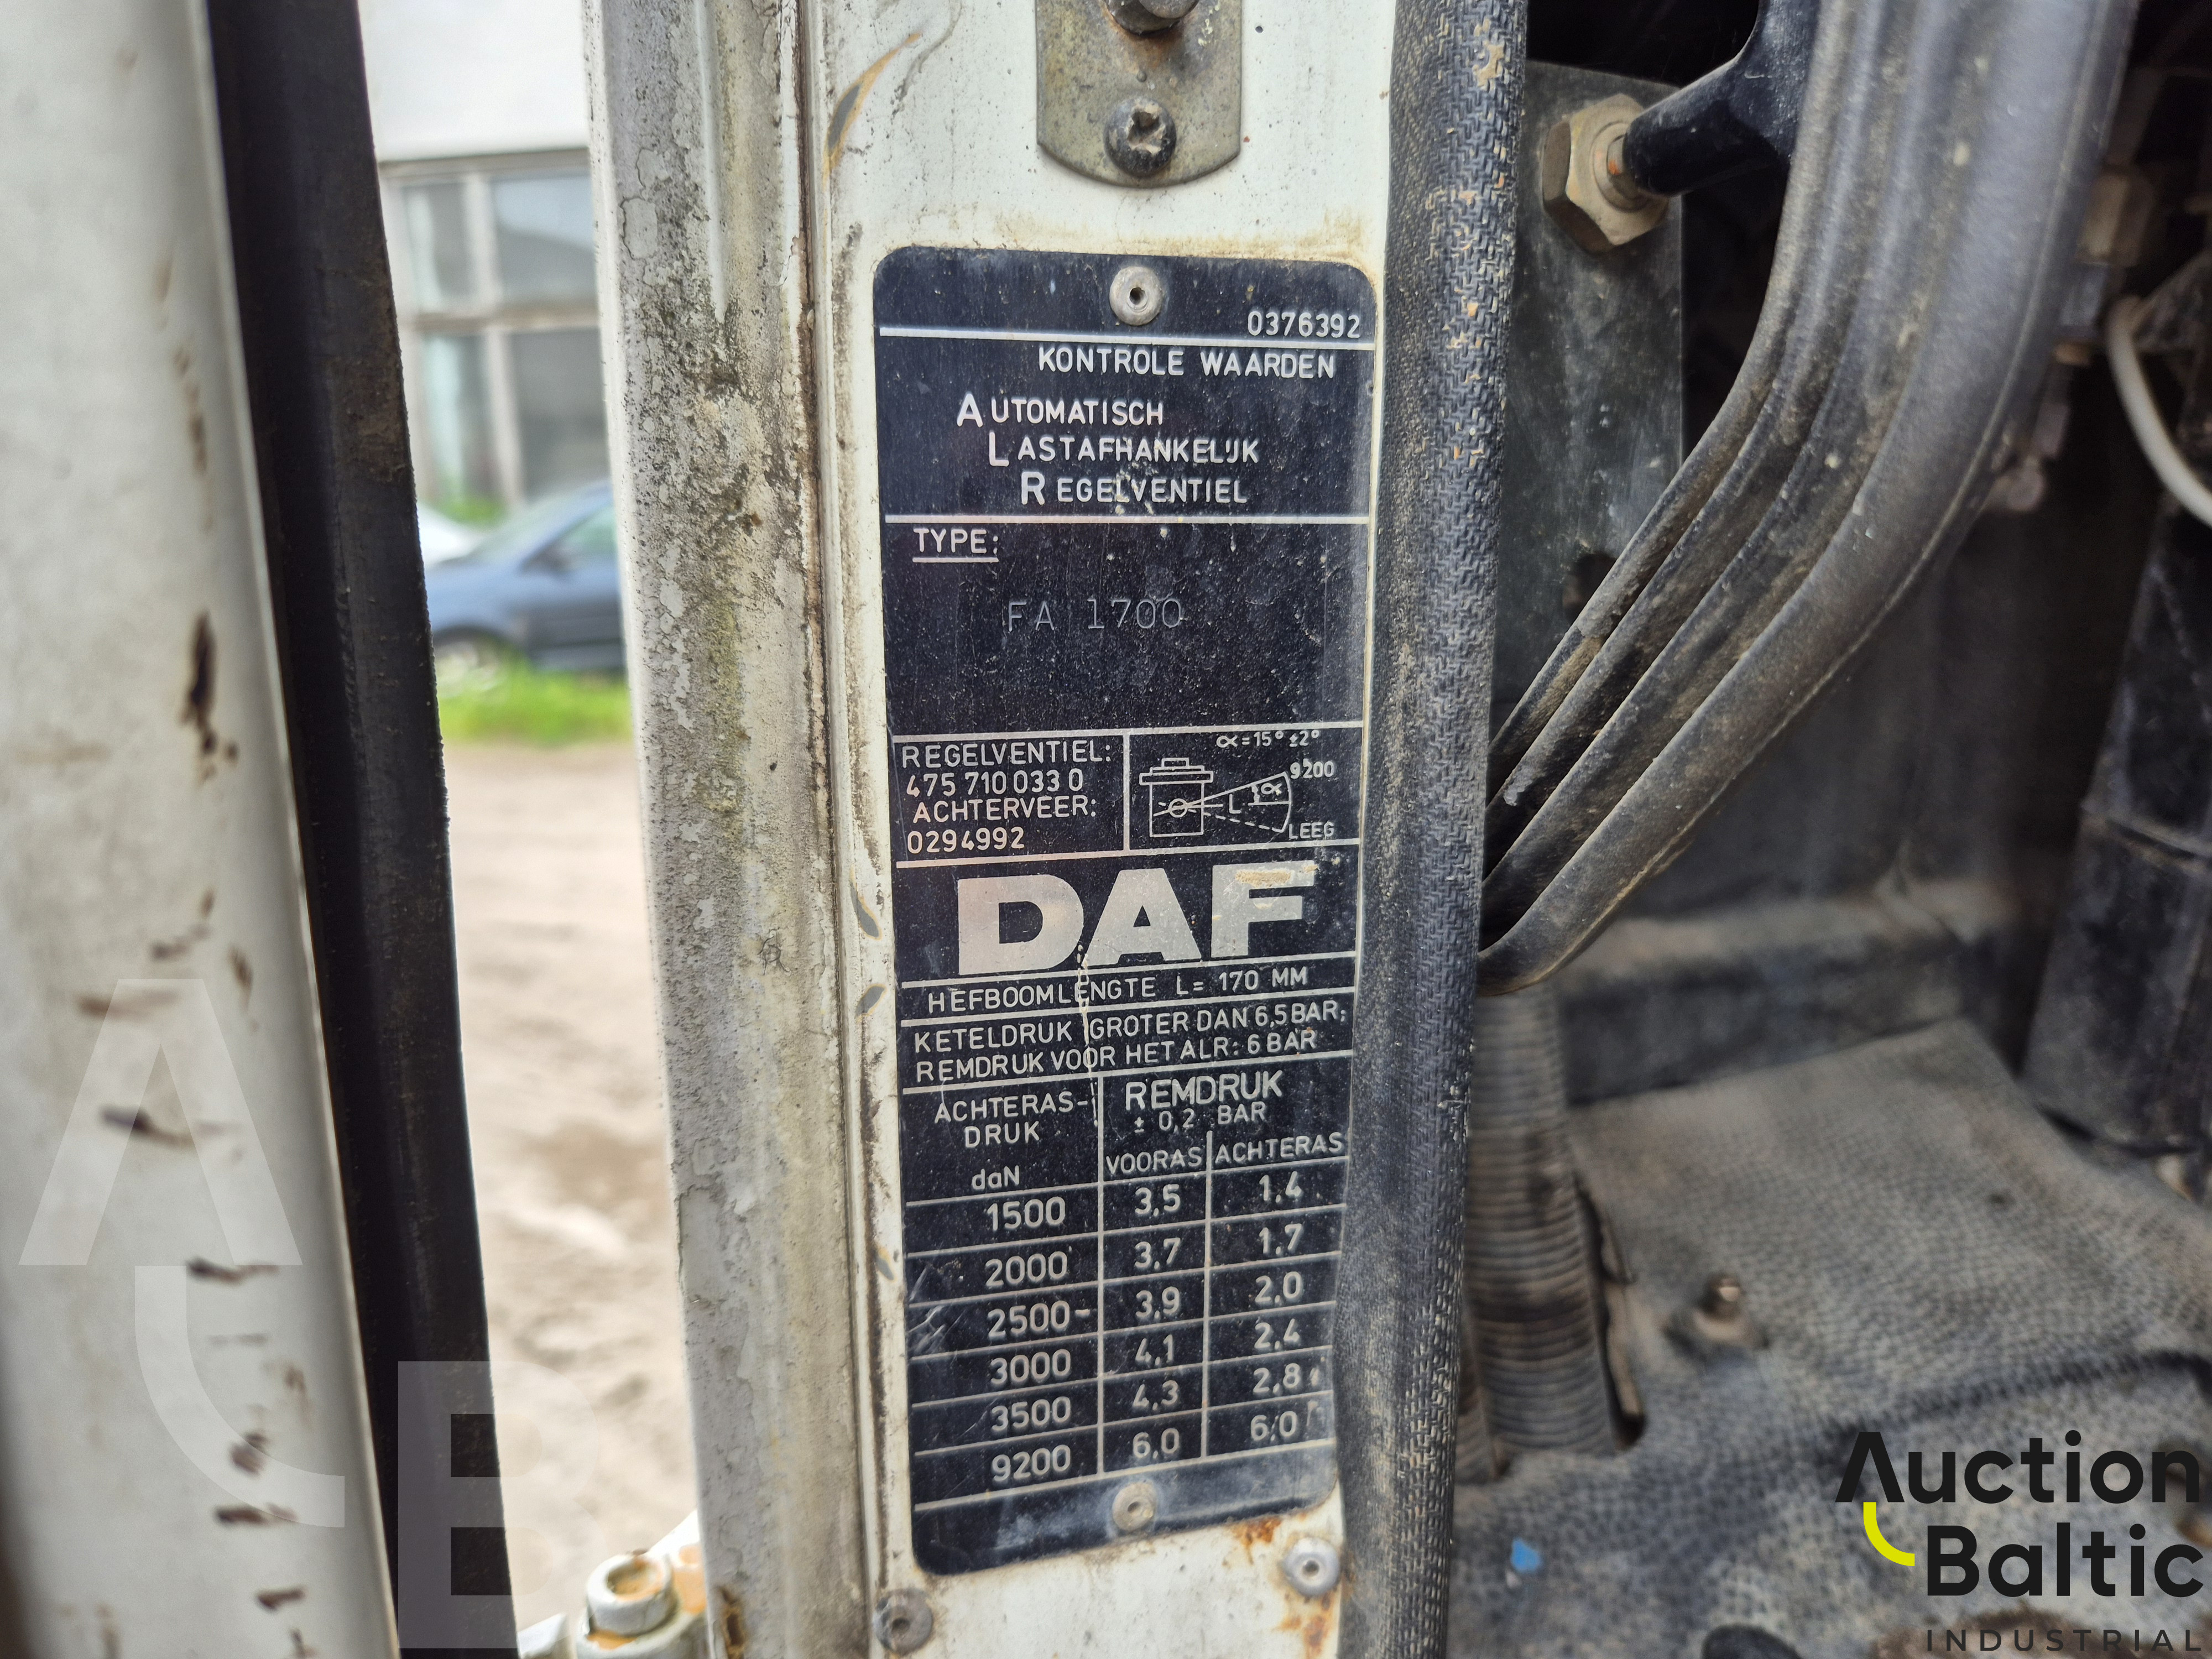 0376392
KONTROLE WAARDEN
AUTOMATISCH
LASTAFHANKELIJK
REGELVENTIEL
TYPE:
FA 1700
REGELVENTIEL:
475 710 033 0
ACHTERVEER:
0294992
α=15° ±2°
9200
α
L
LEEG
DAF
HEFBOOMLENGTE L= 170 MM
KETELDRUK GROTER DAN 6,5 BAR;
REMDRUK VOOR HET ALR: 6 BAR
ACHTERAS-
DRUK
daN
REMDRUK
± 0,2 BAR
VOORAS ACHTERAS
1500 3,5 1,4
2000 3,7 1,7
2500 3,9 2,0
3000 4,1 2,4
3500 4,3 2,8
9200 6,0 6,0
A
B
Auction
Baltic
INDUSTRIAL